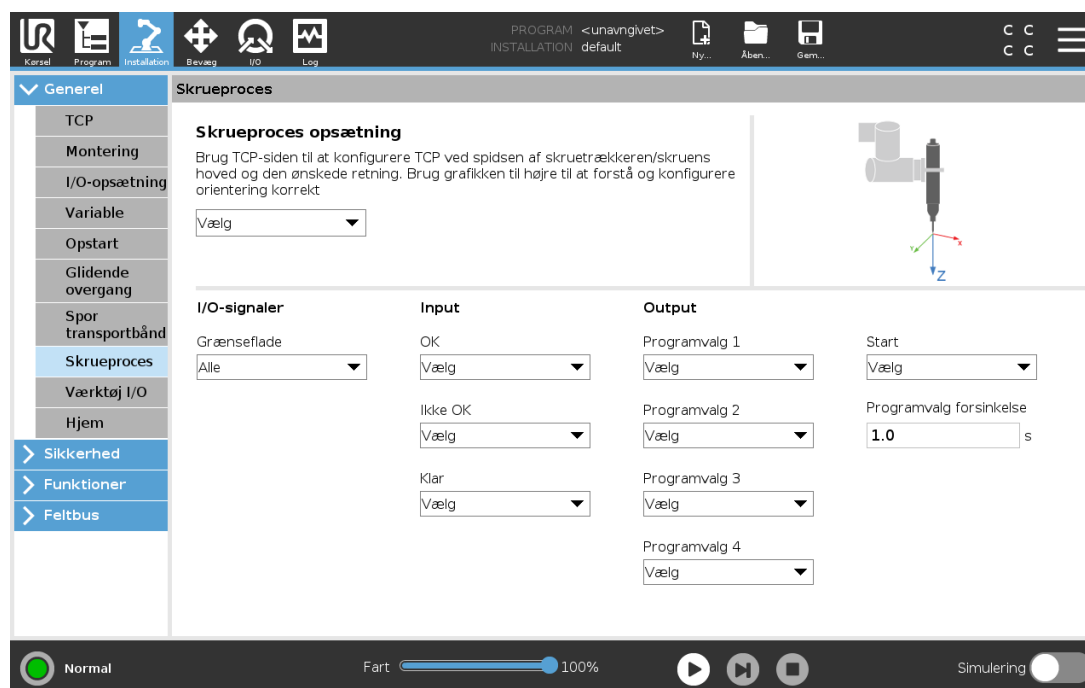 UR
Kørsel
Program
Installation
Bevæg
I/O
Log
PROGRAM <unavngivet>
INSTALLATION default
Ny...
Åben...
Gem...
C C
C C
Generel
TCP
Montering
I/O-opsætning
Variable
Opstart
Glidende
overgang
Spor
transportbånd
Skrueproces
Værktøj I/O
Hjem
Sikkerhed
Funktioner
Feltbus
Skrueproces
Skrueproces opsætning
Brug TCP-siden til at konfigurere TCP ved spidsen af skruetrækkeren/skruens
hoved og den ønskede retning. Brug grafikken til højre til at forstå og konfigurere
orientering korrekt
Vælg
Y
X
Z
I/O-signaler
Input
Output
Grænseflade
OK
Programvalg 1
Start
Alle
Vælg
Vælg
Vælg
Ikke OK
Programvalg 2
Programvalg forsinkelse
Vælg
Vælg
1.0 s
Klar
Programvalg 3
Vælg
Vælg
Programvalg 4
Vælg
Normal
Fart 100%
Simulering